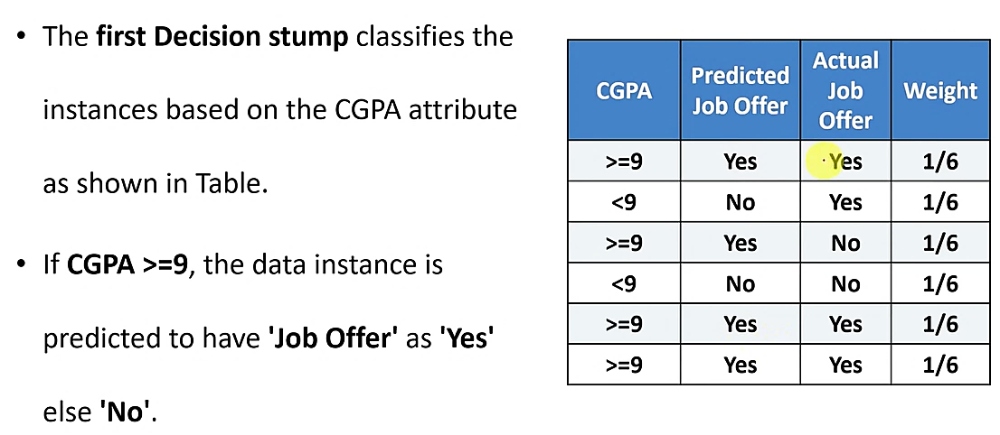 • The first Decision stump classifies the
instances based on the CGPA attribute
as shown in Table.
• If CGPA >=9, the data instance is
predicted to have 'Job Offer' as 'Yes'
else 'No'.
CGPA | Predicted Job Offer | Actual Job Offer | Weight
>=9 | Yes | Yes | 1/6
<9 | No | Yes | 1/6
>=9 | Yes | No | 1/6
<9 | No | No | 1/6
>=9 | Yes | Yes | 1/6
>=9 | Yes | Yes | 1/6